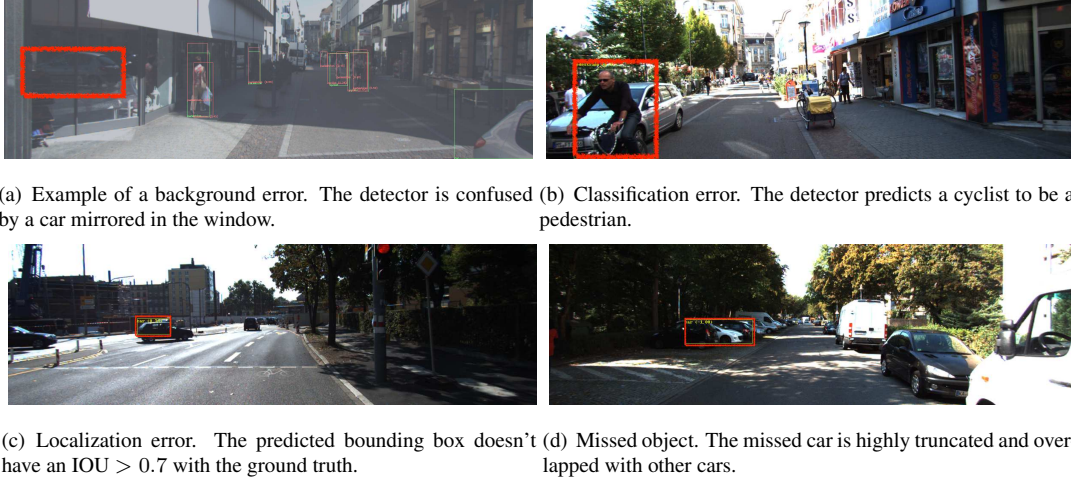 (a) Example of a background error. The detector is confused
by a car mirrored in the window.
(b) Classification error. The detector predicts a cyclist to be a
pedestrian.
(c) Localization error. The predicted bounding box doesn't
have an IOU > 0.7 with the ground truth.
(d) Missed object. The missed car is highly truncated and over
lapped with other cars.